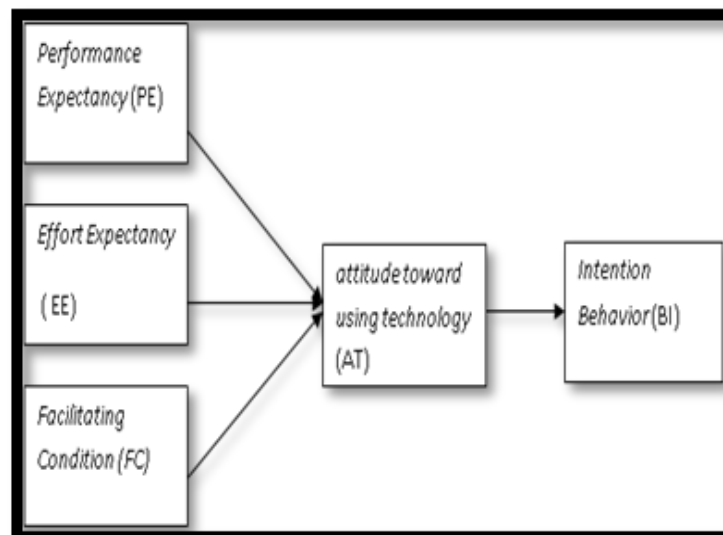 Performance
Expectancy (PE)
Effort Expectancy
( EE)
Facilitating
Condition (FC)
attitude toward
using technology
(AT)
Intention
Behavior (BI)